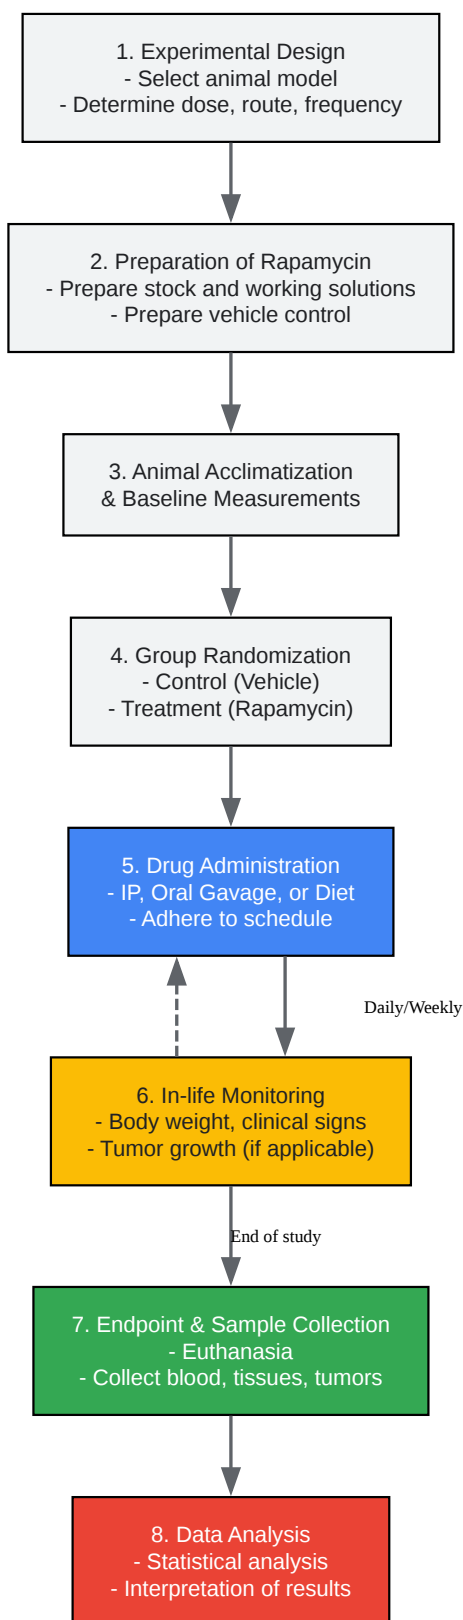 1. Experimental Design
- Select animal model
- Determine dose, route, frequency
2. Preparation of Rapamycin
- Prepare stock and working solutions
- Prepare vehicle control
3. Animal Acclimatization
& Baseline Measurements
4. Group Randomization
- Control (Vehicle)
- Treatment (Rapamycin)
5. Drug Administration
- IP, Oral Gavage, or Diet
- Adhere to schedule
Daily/Weekly
6. In-life Monitoring
- Body weight, clinical signs
- Tumor growth (if applicable)
End of study
7. Endpoint & Sample Collection
- Euthanasia
- Collect blood, tissues, tumors
8. Data Analysis
- Statistical analysis
- Interpretation of results